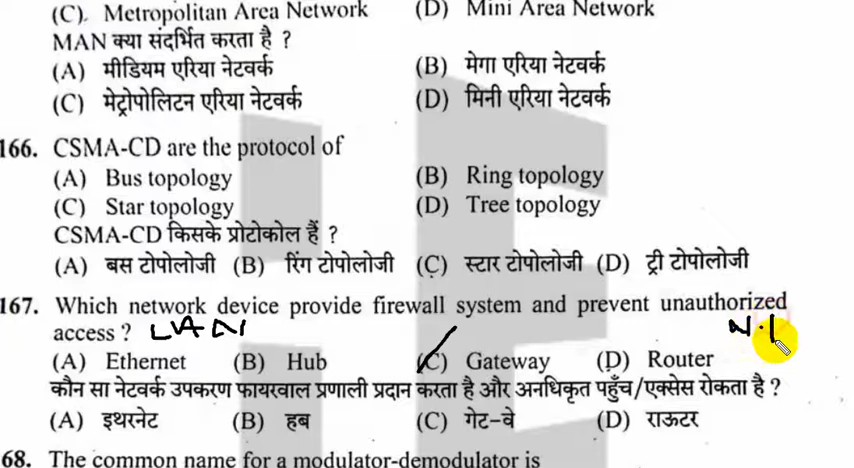 (C). Metropolitan Area Network (D) Mini Area Network
MAN क्या संदर्भित करता है ?
(A) मीडियम एरिया नेटवर्क (B) मेगा एरिया नेटवर्क
(C) मेट्रोपोलिटन एरिया नेटवर्क (D) मिनी एरिया नेटवर्क
166. CSMA-CD are the protocol of
(A) Bus topology (B) Ring topology
(C) Star topology (D) Tree topology
CSMA-CD किसके प्रोटोकोल हैं ?
(A) बस टोपोलोजी (B) रिंग टोपोलोजी (C) स्टार टोपोलोजी (D) ट्री टोपोलोजी
167. Which network device provide firewall system and prevent unauthorized
access ? LAN N.
(A) Ethernet (B) Hub (C) Gateway (D) Router
कौन सा नेटवर्क उपकरण फायरवाल प्रणाली प्रदान करता है और अनधिकृत पहुँच/एक्सेस रोकता है ?
(A) इथरनेट (B) हब (C) गेट-वे (D) राऊटर
68. The common name for a modulator-demodulator is